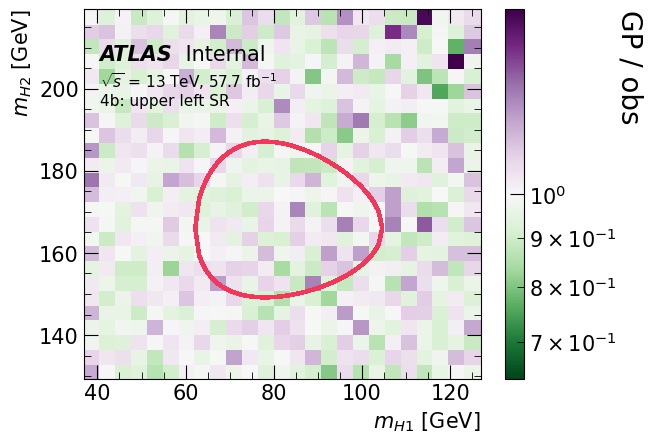 ATLAS Internal
√s = 13 TeV, 57.7 fb⁻¹
4b: upper left SR
m_H2 [GeV]
200
180
160
140
40 60 80 100 120
m_H1 [GeV]
10⁰
9 × 10⁻¹
8 × 10⁻¹
7 × 10⁻¹
GP / obs